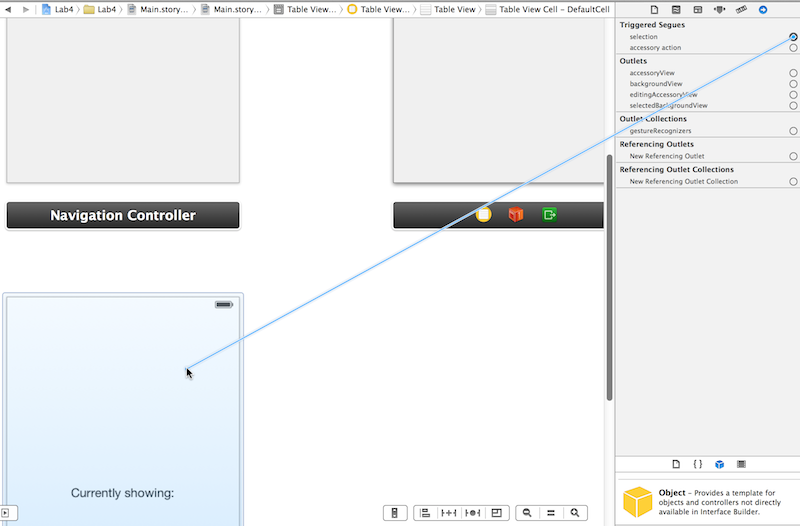 Lab4 Lab4 Main.story... Main.story... Table View... Table View... Table View Table View Cell - DefaultCell
Triggered Segues
selection
accessory action
Outlets
accessoryView
backgroundView
editingAccessoryView
selectedBackgroundView
Outlet Collections
gestureRecognizers
Referencing Outlets
New Referencing Outlet
Referencing Outlet Collections
New Referencing Outlet Collection
Navigation Controller
Currently showing:
{ }
Object - Provides a template for
objects and controllers not directly
available in Interface Builder.